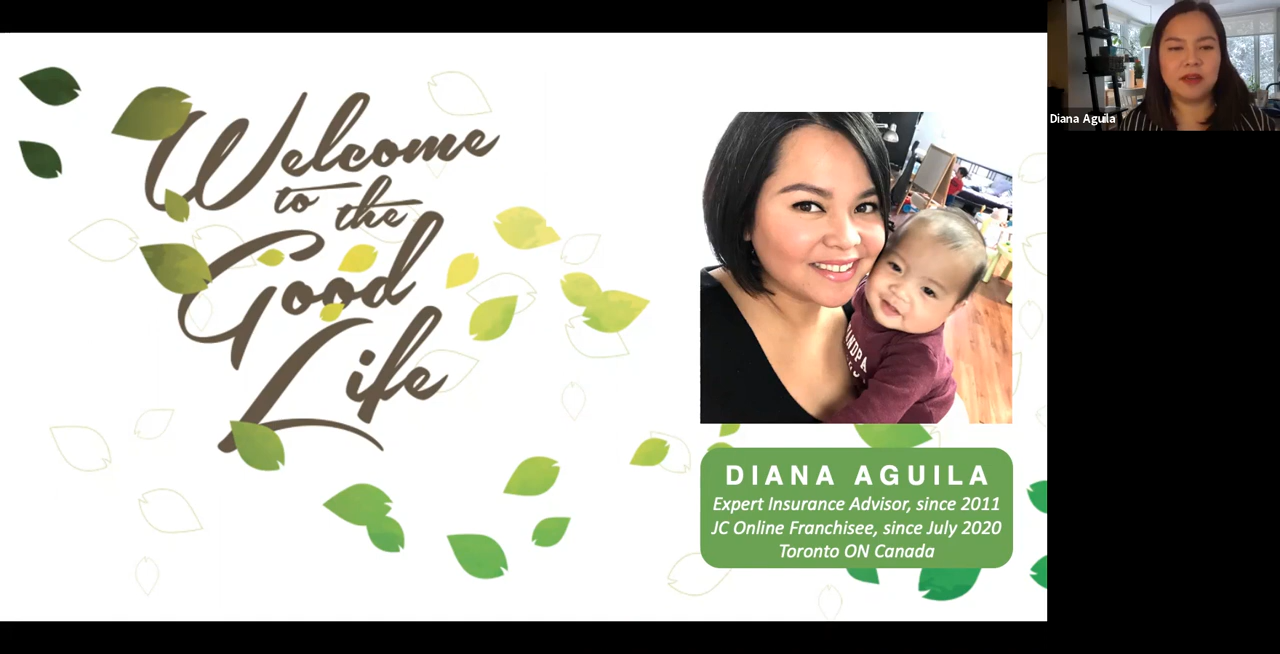 Welcome
to the
Good
Life
Diana Aguila
DIANA AGUILA
Expert Insurance Advisor, since 2011
JC Online Franchisee, since July 2020
Toronto ON Canada